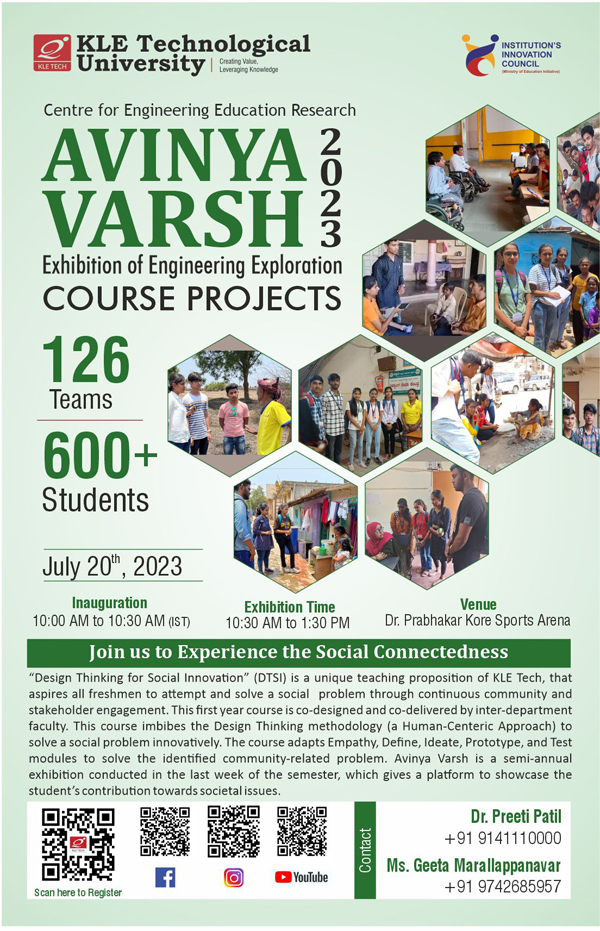 KLE TECH
KLE Technological
University
Creating Value,
Leveraging Knowledge
INSTITUTION'S
INNOVATION
COUNCIL
(Ministry of Education Initiative)
Centre for Engineering Education Research
AVINYA
VARSH
2023
Exhibition of Engineering Exploration
COURSE PROJECTS
126
Teams
600+
Students
July 20th, 2023
Inauguration
10:00 AM to 10:30 AM (IST)
Exhibition Time
10:30 AM to 1:30 PM
Venue
Dr. Prabhakar Kore Sports Arena
Join us to Experience the Social Connectedness
“Design Thinking for Social Innovation” (DTSI) is a unique teaching proposition of KLE Tech, that
aspires all freshmen to attempt and solve a social problem through continuous community and
stakeholder engagement. This first year course is co-designed and co-delivered by inter-department
faculty. This course imbibes the Design Thinking methodology (a Human-Centric Approach) to
solve a social problem innovatively. The course adapts Empathy, Define, Ideate, Prototype, and Test
modules to solve the identified community-related problem. Avinya Varsh is a semi-annual
exhibition conducted in the last week of the semester, which gives a platform to showcase the
student's contribution towards societal issues.
Scan here to Register
YouTube
Contact
Dr. Preeti Patil
+91 9141110000
Ms. Geeta Marallappanavar
+91 9742685957